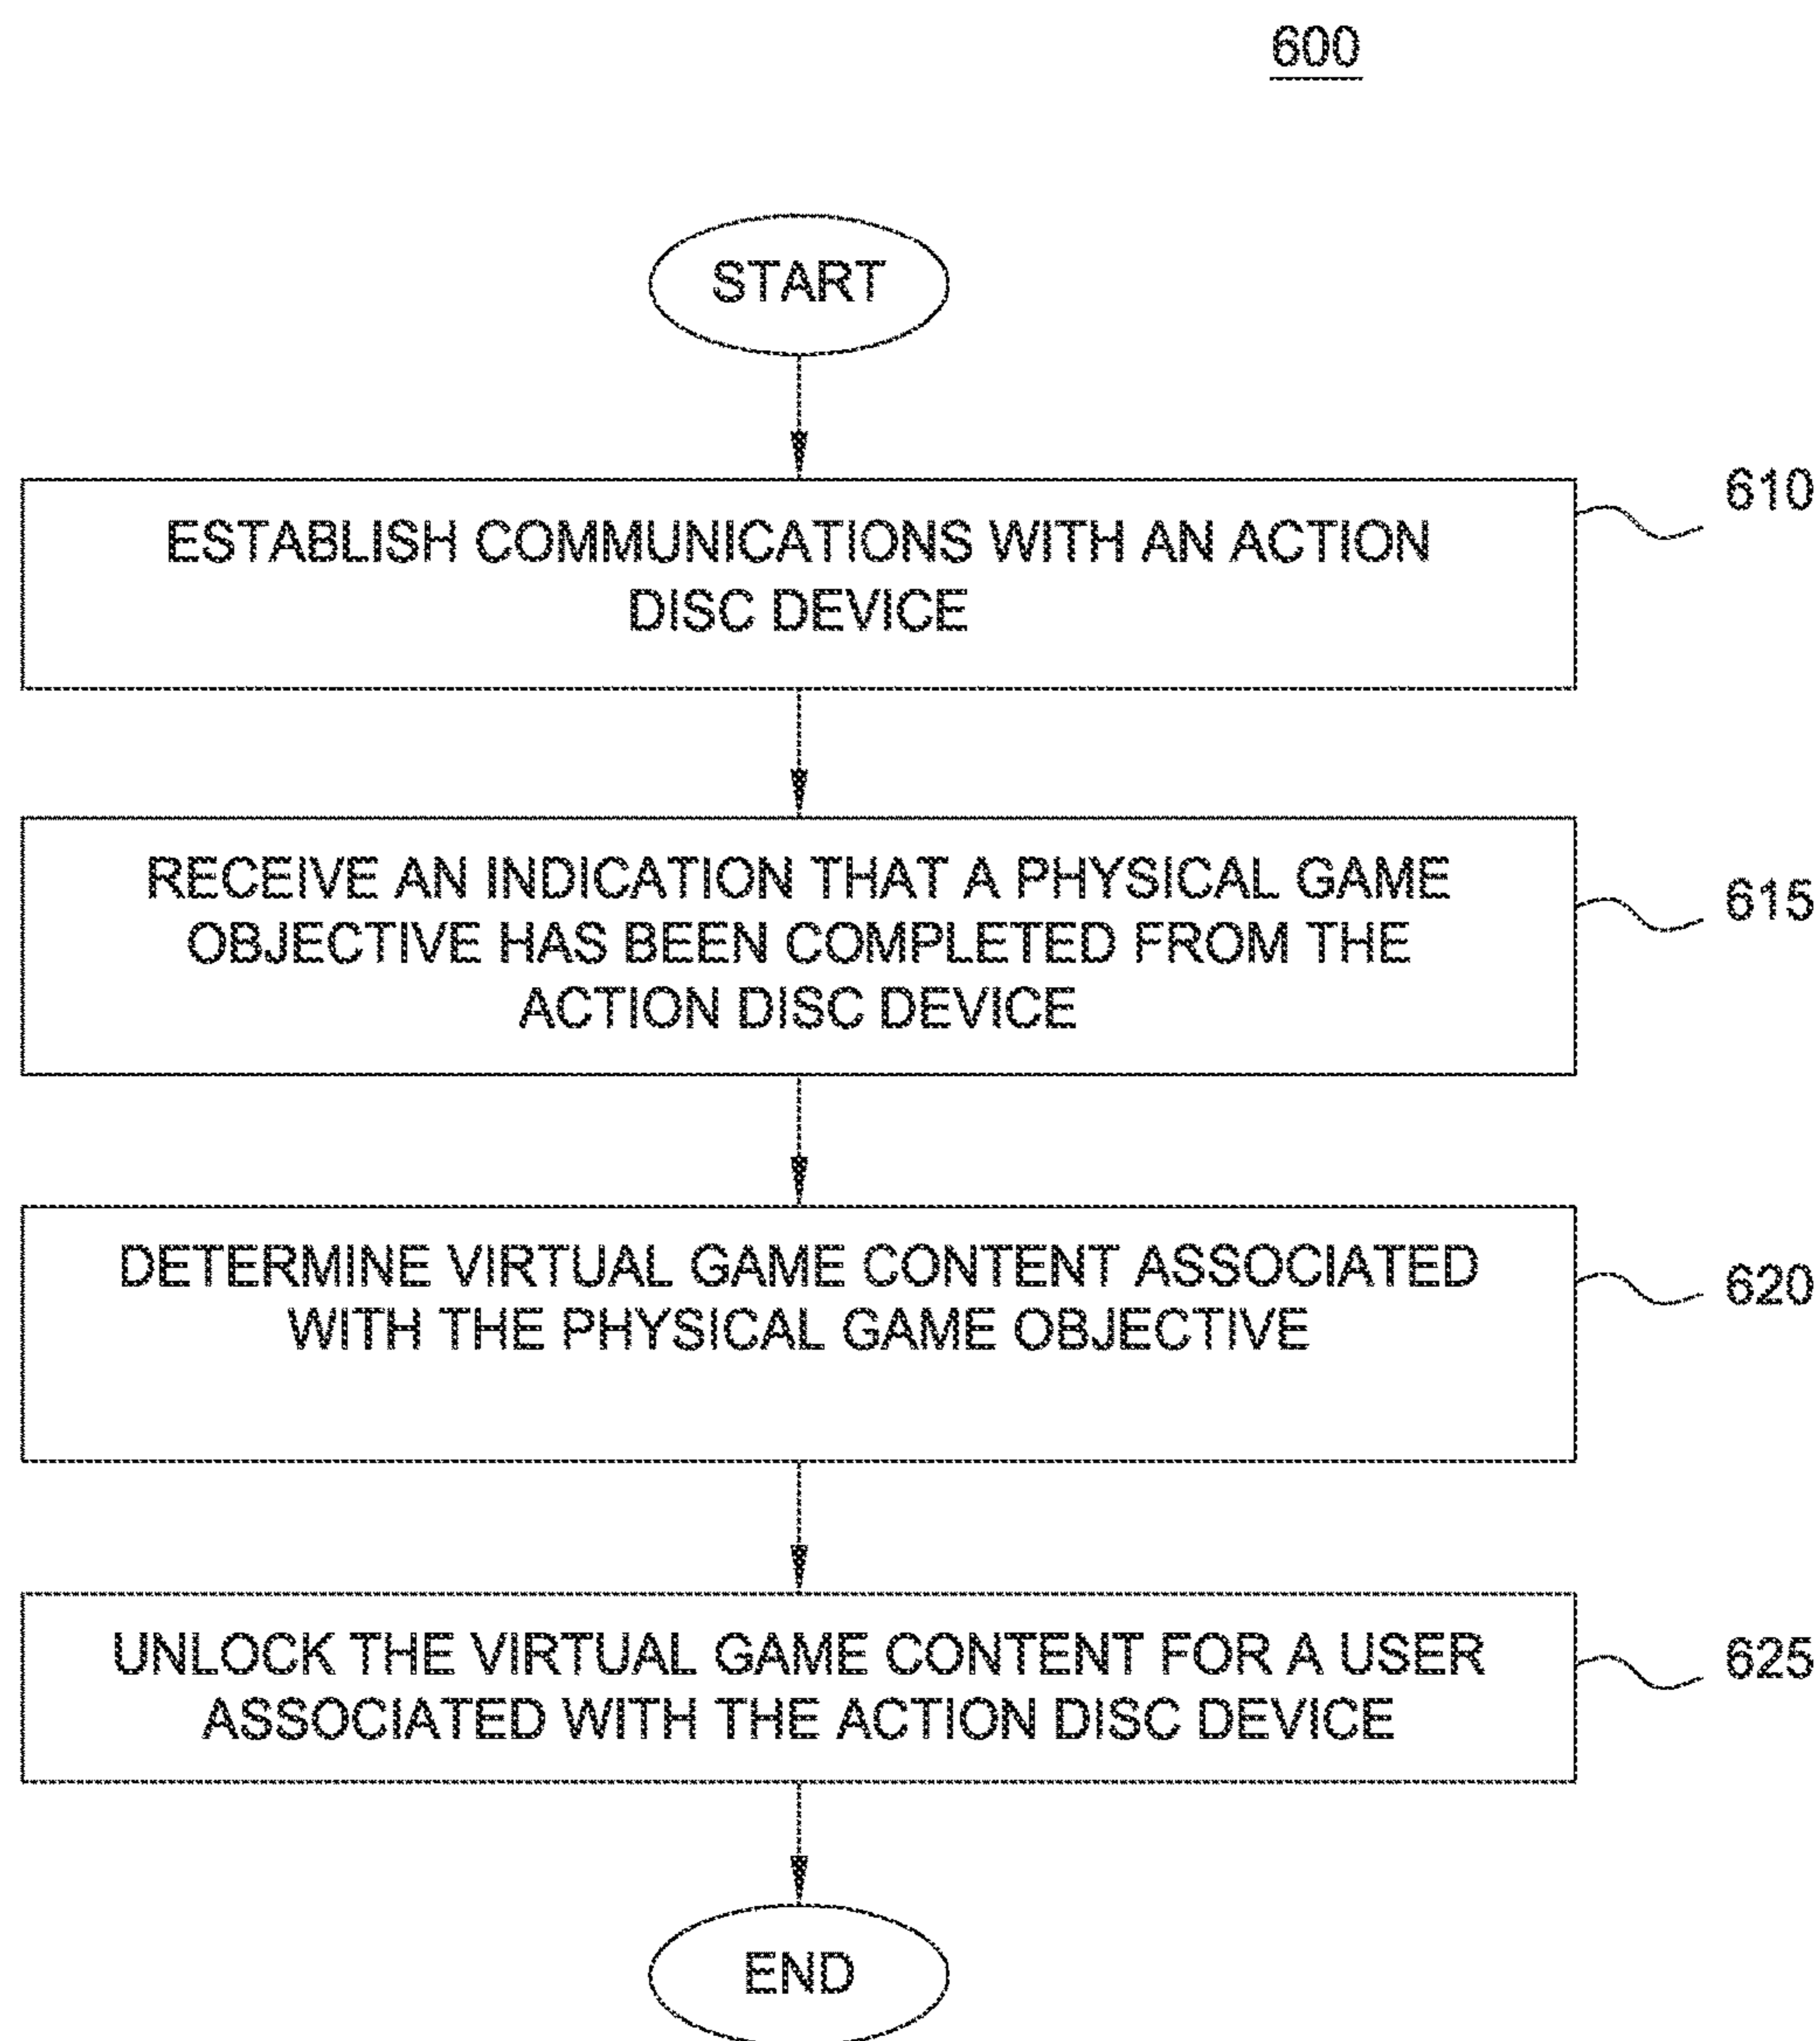 600
START
ESTABLISH COMMUNICATIONS WITH AN ACTION
DISC DEVICE
610
RECEIVE AN INDICATION THAT A PHYSICAL GAME
OBJECTIVE HAS BEEN COMPLETED FROM THE
ACTION DISC DEVICE
615
DETERMINE VIRTUAL GAME CONTENT ASSOCIATED
WITH THE PHYSICAL GAME OBJECTIVE
620
UNLOCK THE VIRTUAL GAME CONTENT FOR A USER
ASSOCIATED WITH THE ACTION DISC DEVICE
625
END